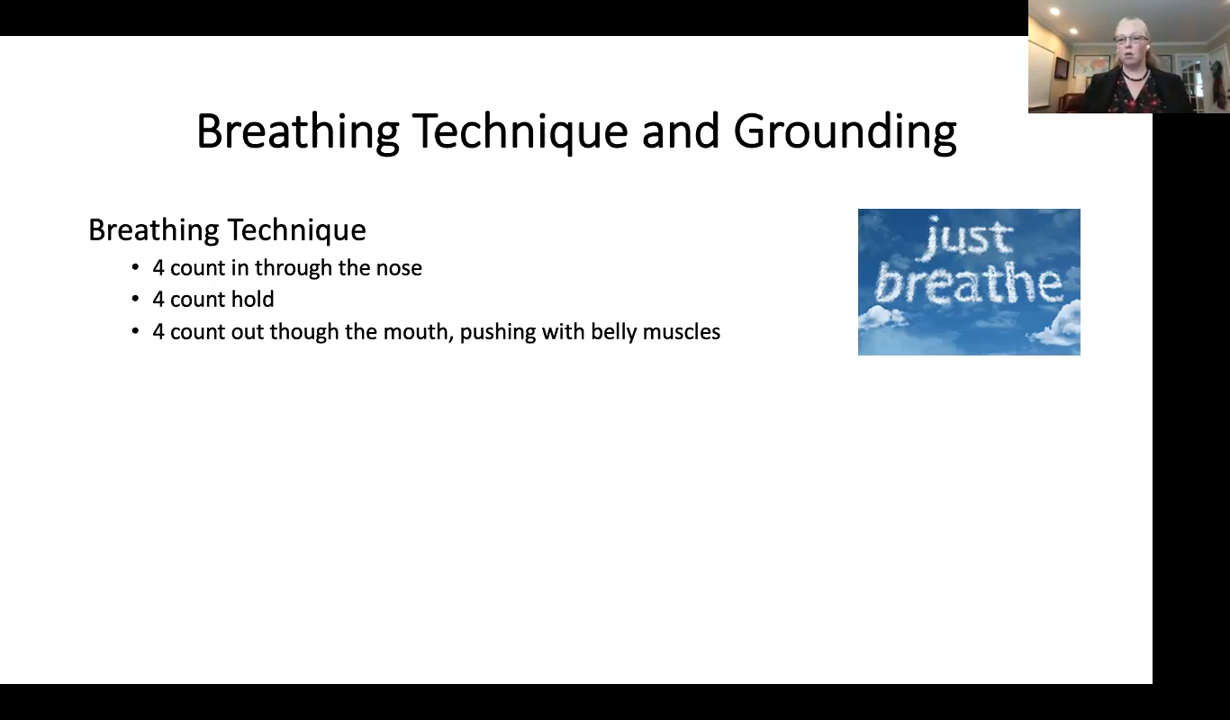 Breathing Technique and Grounding
Breathing Technique
• 4 count in through the nose
• 4 count hold
• 4 count out though the mouth, pushing with belly muscles
just
breathe